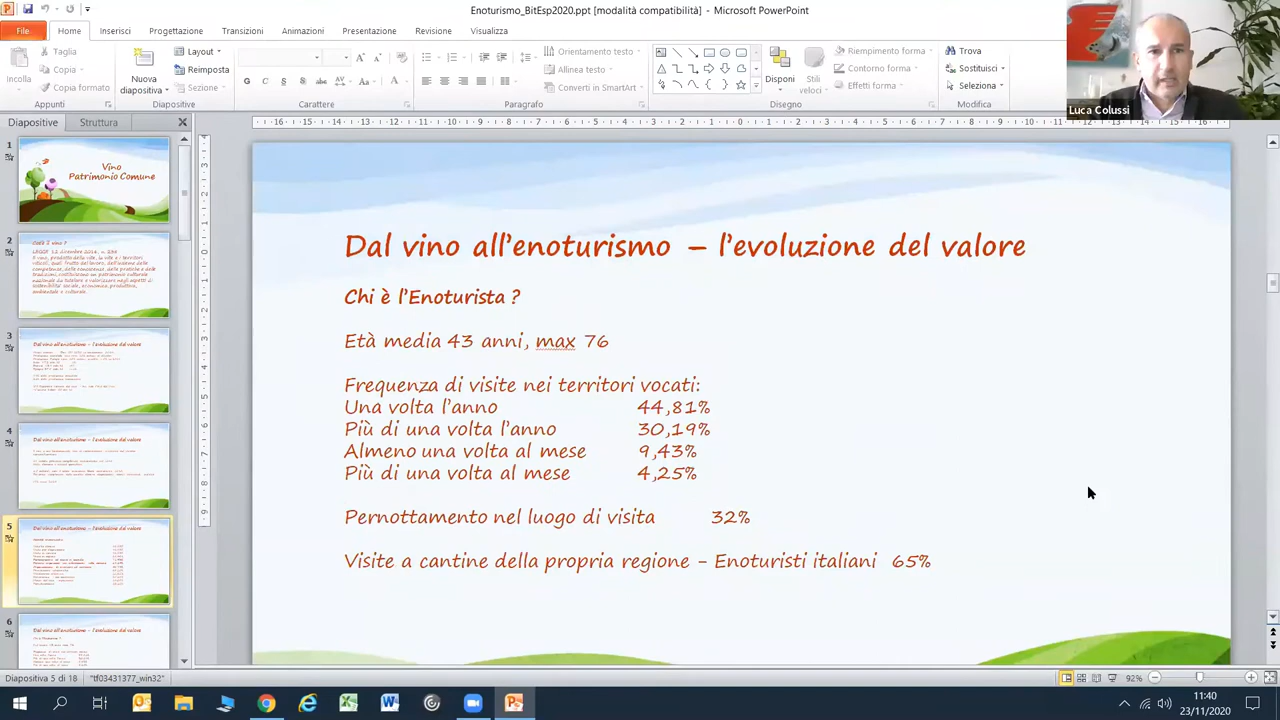 Enoturismo_BitEsp2020.ppt [modalità compatibilità] - Microsoft PowerPoint
File Home Inserisci Progettazione Transizioni Animazioni Revisione Visualizza
Taglia
Copia
Copia formato
Incolla
Appunti
Nuova diapositiva
Layout
Reimposta
Sezione
Diapositive
Carattere
Paragrafo
Orientamento testo
Allinea testo
Converti in SmartArt
Disponi
Stili veloci
Riempimento forma
Contorno forma
Effetti forma
Disegno
Trova
Sostituisci
Seleziona
Modifica
Luca Colussi
Diapositive Struttura
1
Vino
Patrimonio Comune
2
3
4
5
6
Dal vino all'enoturismo – l'evoluzione del valore
Chi è l'Enoturista ?
Età media 43 anni 76
Frequenza di visite nei territori vocati:
Una volta l'anno 44,81%
Più di una volta l'anno 30,19%
Almeno una volta al mese
Più di una volta al mese 4,25%
Pernottamento nel luogo di visita 32%
Visite a cantine della propria regione – italiani
Diapositiva 5 di 18 "tf03431377_win32" 92%
11:40
23/11/2020